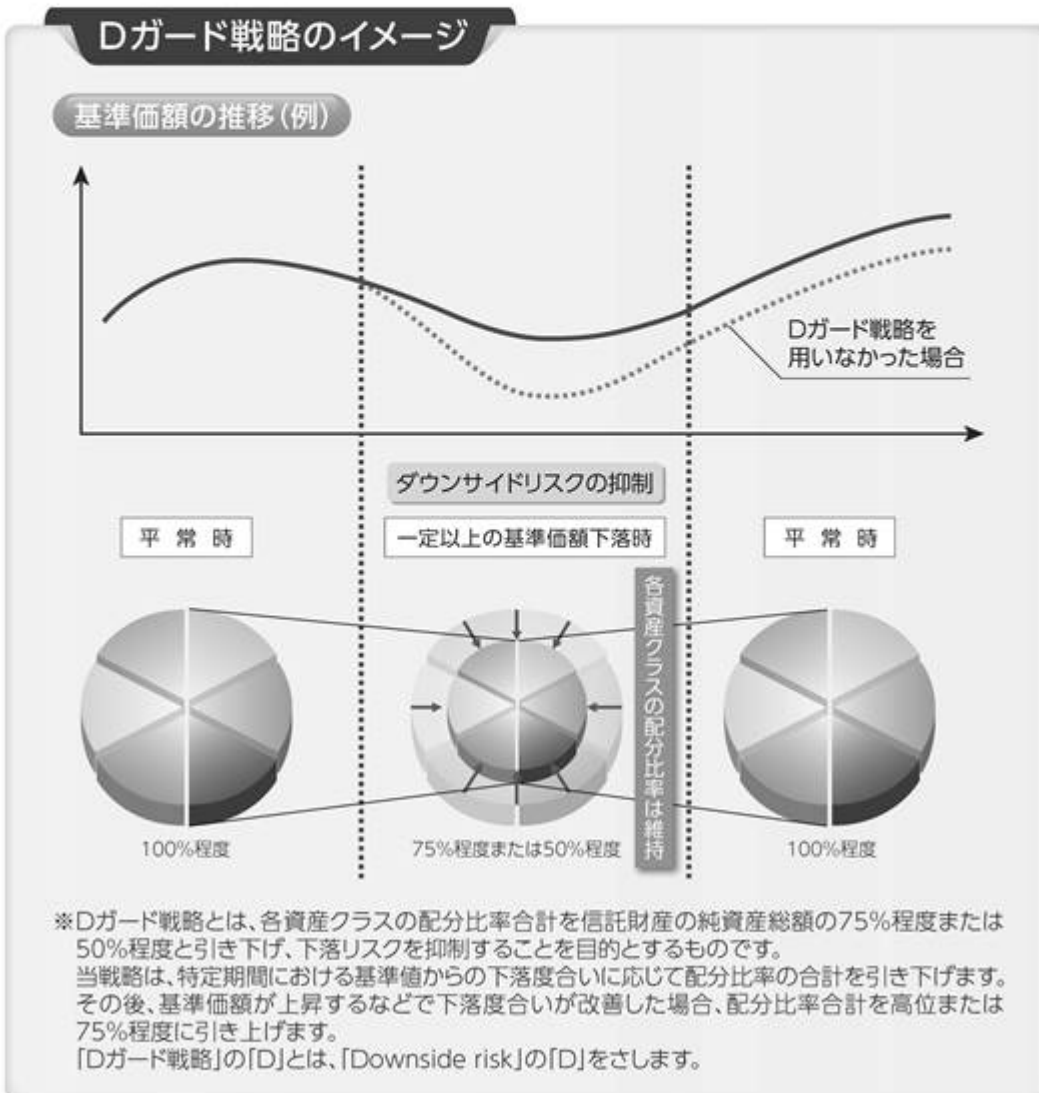 Dガード戦略のイメージ
基準価額の推移(例)
Dガード戦略を
用いなかった場合
ダウンサイドリスクの抑制
平常時
一定以上の基準価額下落時
平常時
各資産クラスの配分比率は維持
100%程度
75%程度または50%程度
100%程度
※Dガード戦略とは、各資産クラスの配分比率合計を信託財産の純資産総額の75%程度または
50%程度と引き下げ、下落リスクを抑制することを目的とするものです。
当戦略は、特定期間における基準値からの下落度合いに応じて配分比率の合計を引き下げます。
その後、基準価額が上昇するなどで下落度合いが改善した場合、配分比率合計を高位または
75%程度に引き上げます。
「Dガード戦略」の「D」とは、「Downside risk」の「D」をさします。